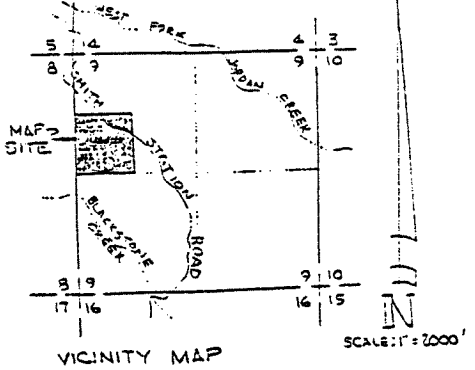 WEST FORK
5 4
8 9
4 3
9 10
JORDAN CREEK
SMITH STATION ROAD
MAP
SITE
BLACKSTONE
CREEK
8 9
17 16
9 10
16 15
N
SCALE: 1" = 2000'
VICINITY MAP